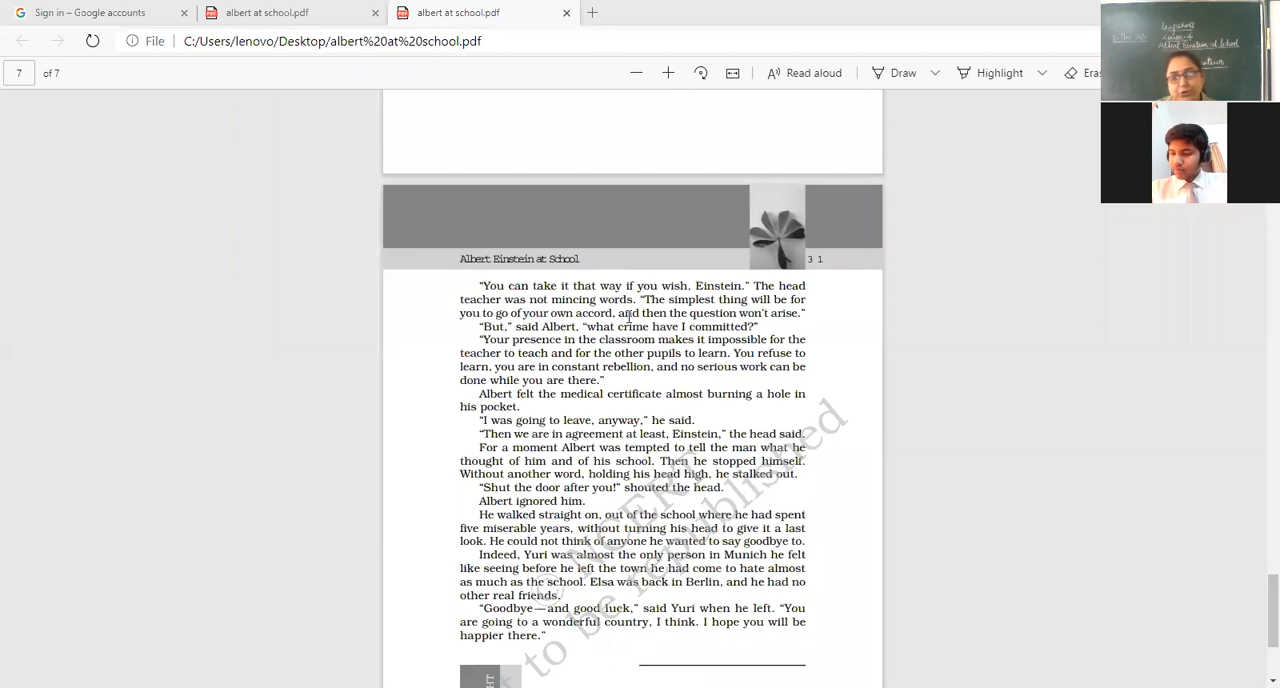 Sign in – Google accounts
albert at school.pdf
albert at school.pdf
File
C:/Users/lenovo/Desktop/albert%20at%20school.pdf
7
of 7
Read aloud
Draw
Highlight
Eras
Snapshots
Albert Einstein at School
Albert Einstein at School
3 1
“You can take it that way if you wish, Einstein.” The head
teacher was not mincing words. “The simplest thing will be for
you to go of your own accord, and then the question won’t arise.”
“But,” said Albert, “what crime have I committed?”
“Your presence in the classroom makes it impossible for the
teacher to teach and for the other pupils to learn. You refuse to
learn, you are in constant rebellion, and no serious work can be
done while you are there.”
Albert felt the medical certificate almost burning a hole in
his pocket.
“I was going to leave, anyway,” he said.
“Then we are in agreement at least, Einstein,” the head said.
For a moment Albert was tempted to tell the man what he
thought of him and of his school. Then he stopped himself.
Without another word, holding his head high, he stalked out.
“Shut the door after you!” shouted the head.
Albert ignored him.
He walked straight on, out of the school where he had spent
five miserable years, without turning his head to give it a last
look. He could not think of anyone he wanted to say goodbye to.
Indeed, Yuri was almost the only person in Munich he felt
like seeing before he left the town he had come to hate almost
as much as the school. Elsa was back in Berlin, and he had no
other real friends.
“Goodbye — and good luck,” said Yuri when he left. “You
are going to a wonderful country, I think. I hope you will be
happier there.”
© NCERT
to be republished
HT